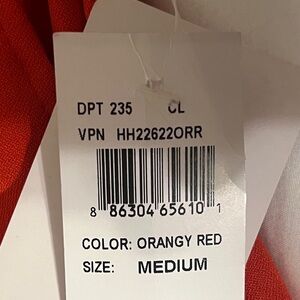 DPT 235 CL
VPN HH22622ORR
8 86304 65610 1
COLOR: ORANGY RED
SIZE: MEDIUM